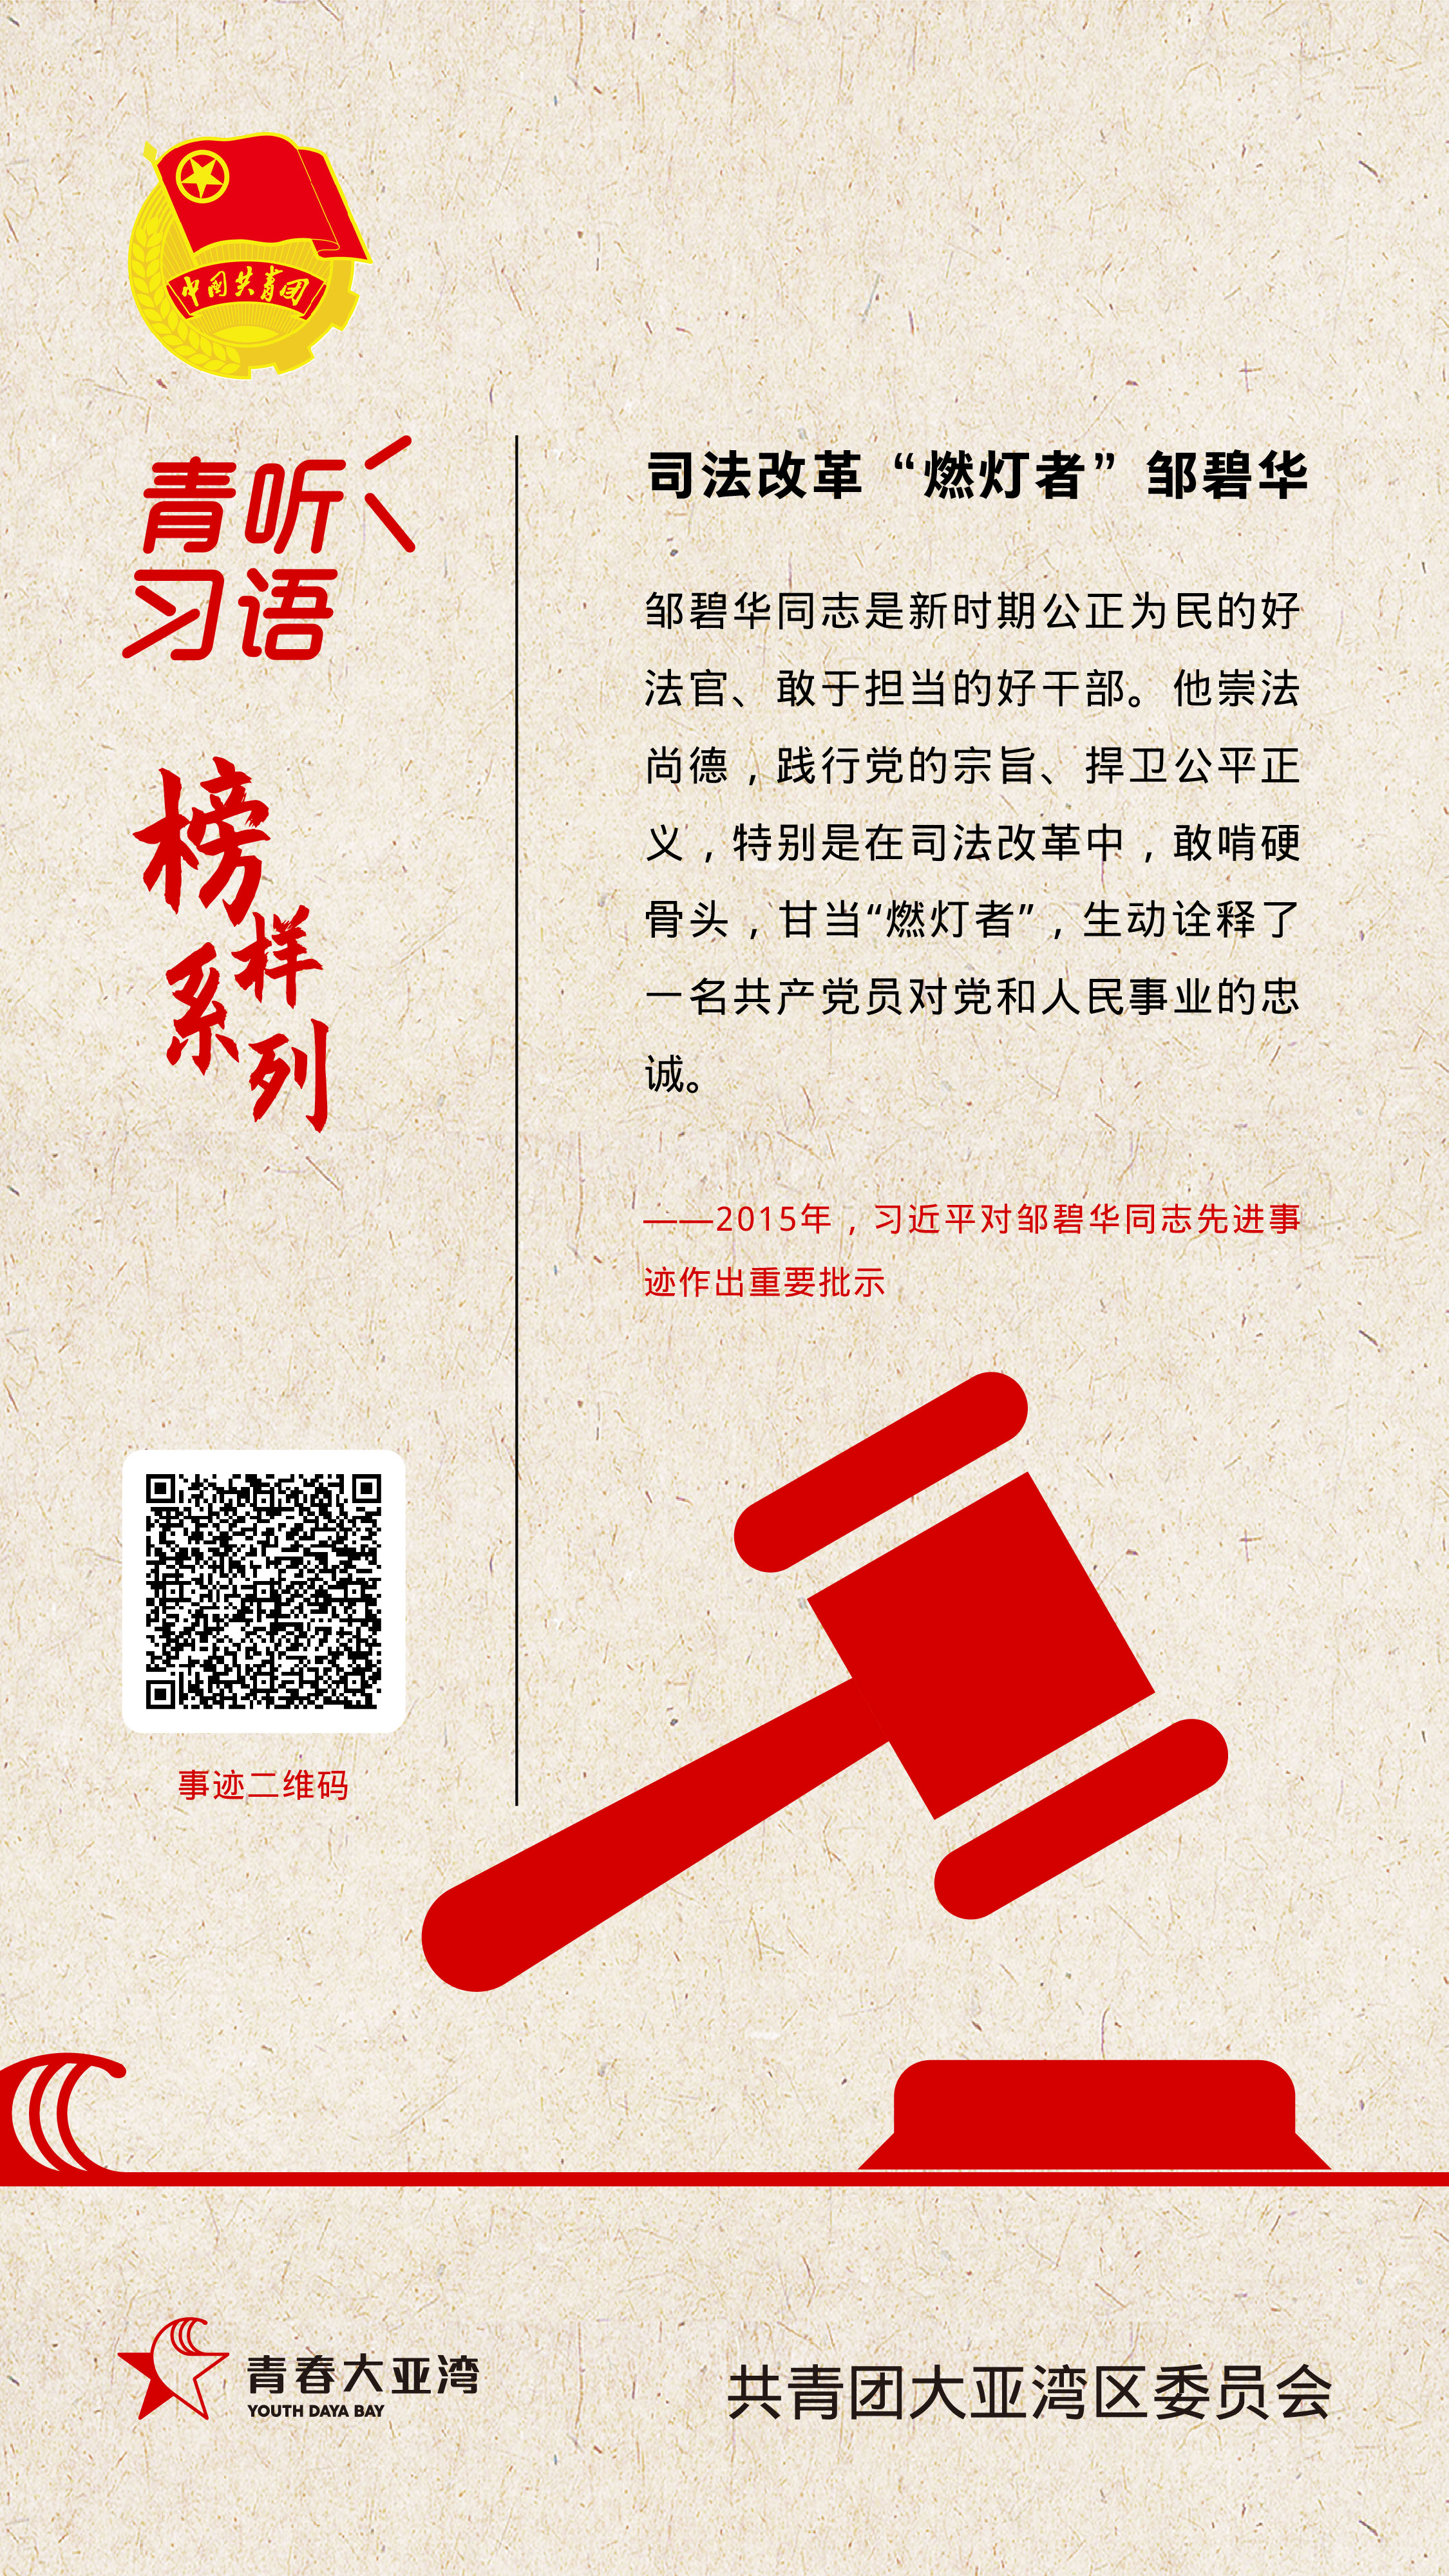 中国共青团
青听
习语
榜样
系列
司法改革“燃灯者”邹碧华
邹碧华同志是新时期公正为民的好
法官、敢于担当的好干部。他崇法
尚德，践行党的宗旨、捍卫公平正
义，特别是在司法改革中，敢啃硬
骨头，甘当“燃灯者”，生动诠释了
一名共产党员对党和人民事业的忠
诚。
——2015年，习近平对邹碧华同志先进事
迹作出重要批示
事迹二维码
青春大亚湾
YOUTH DAYA BAY
共青团大亚湾区委员会